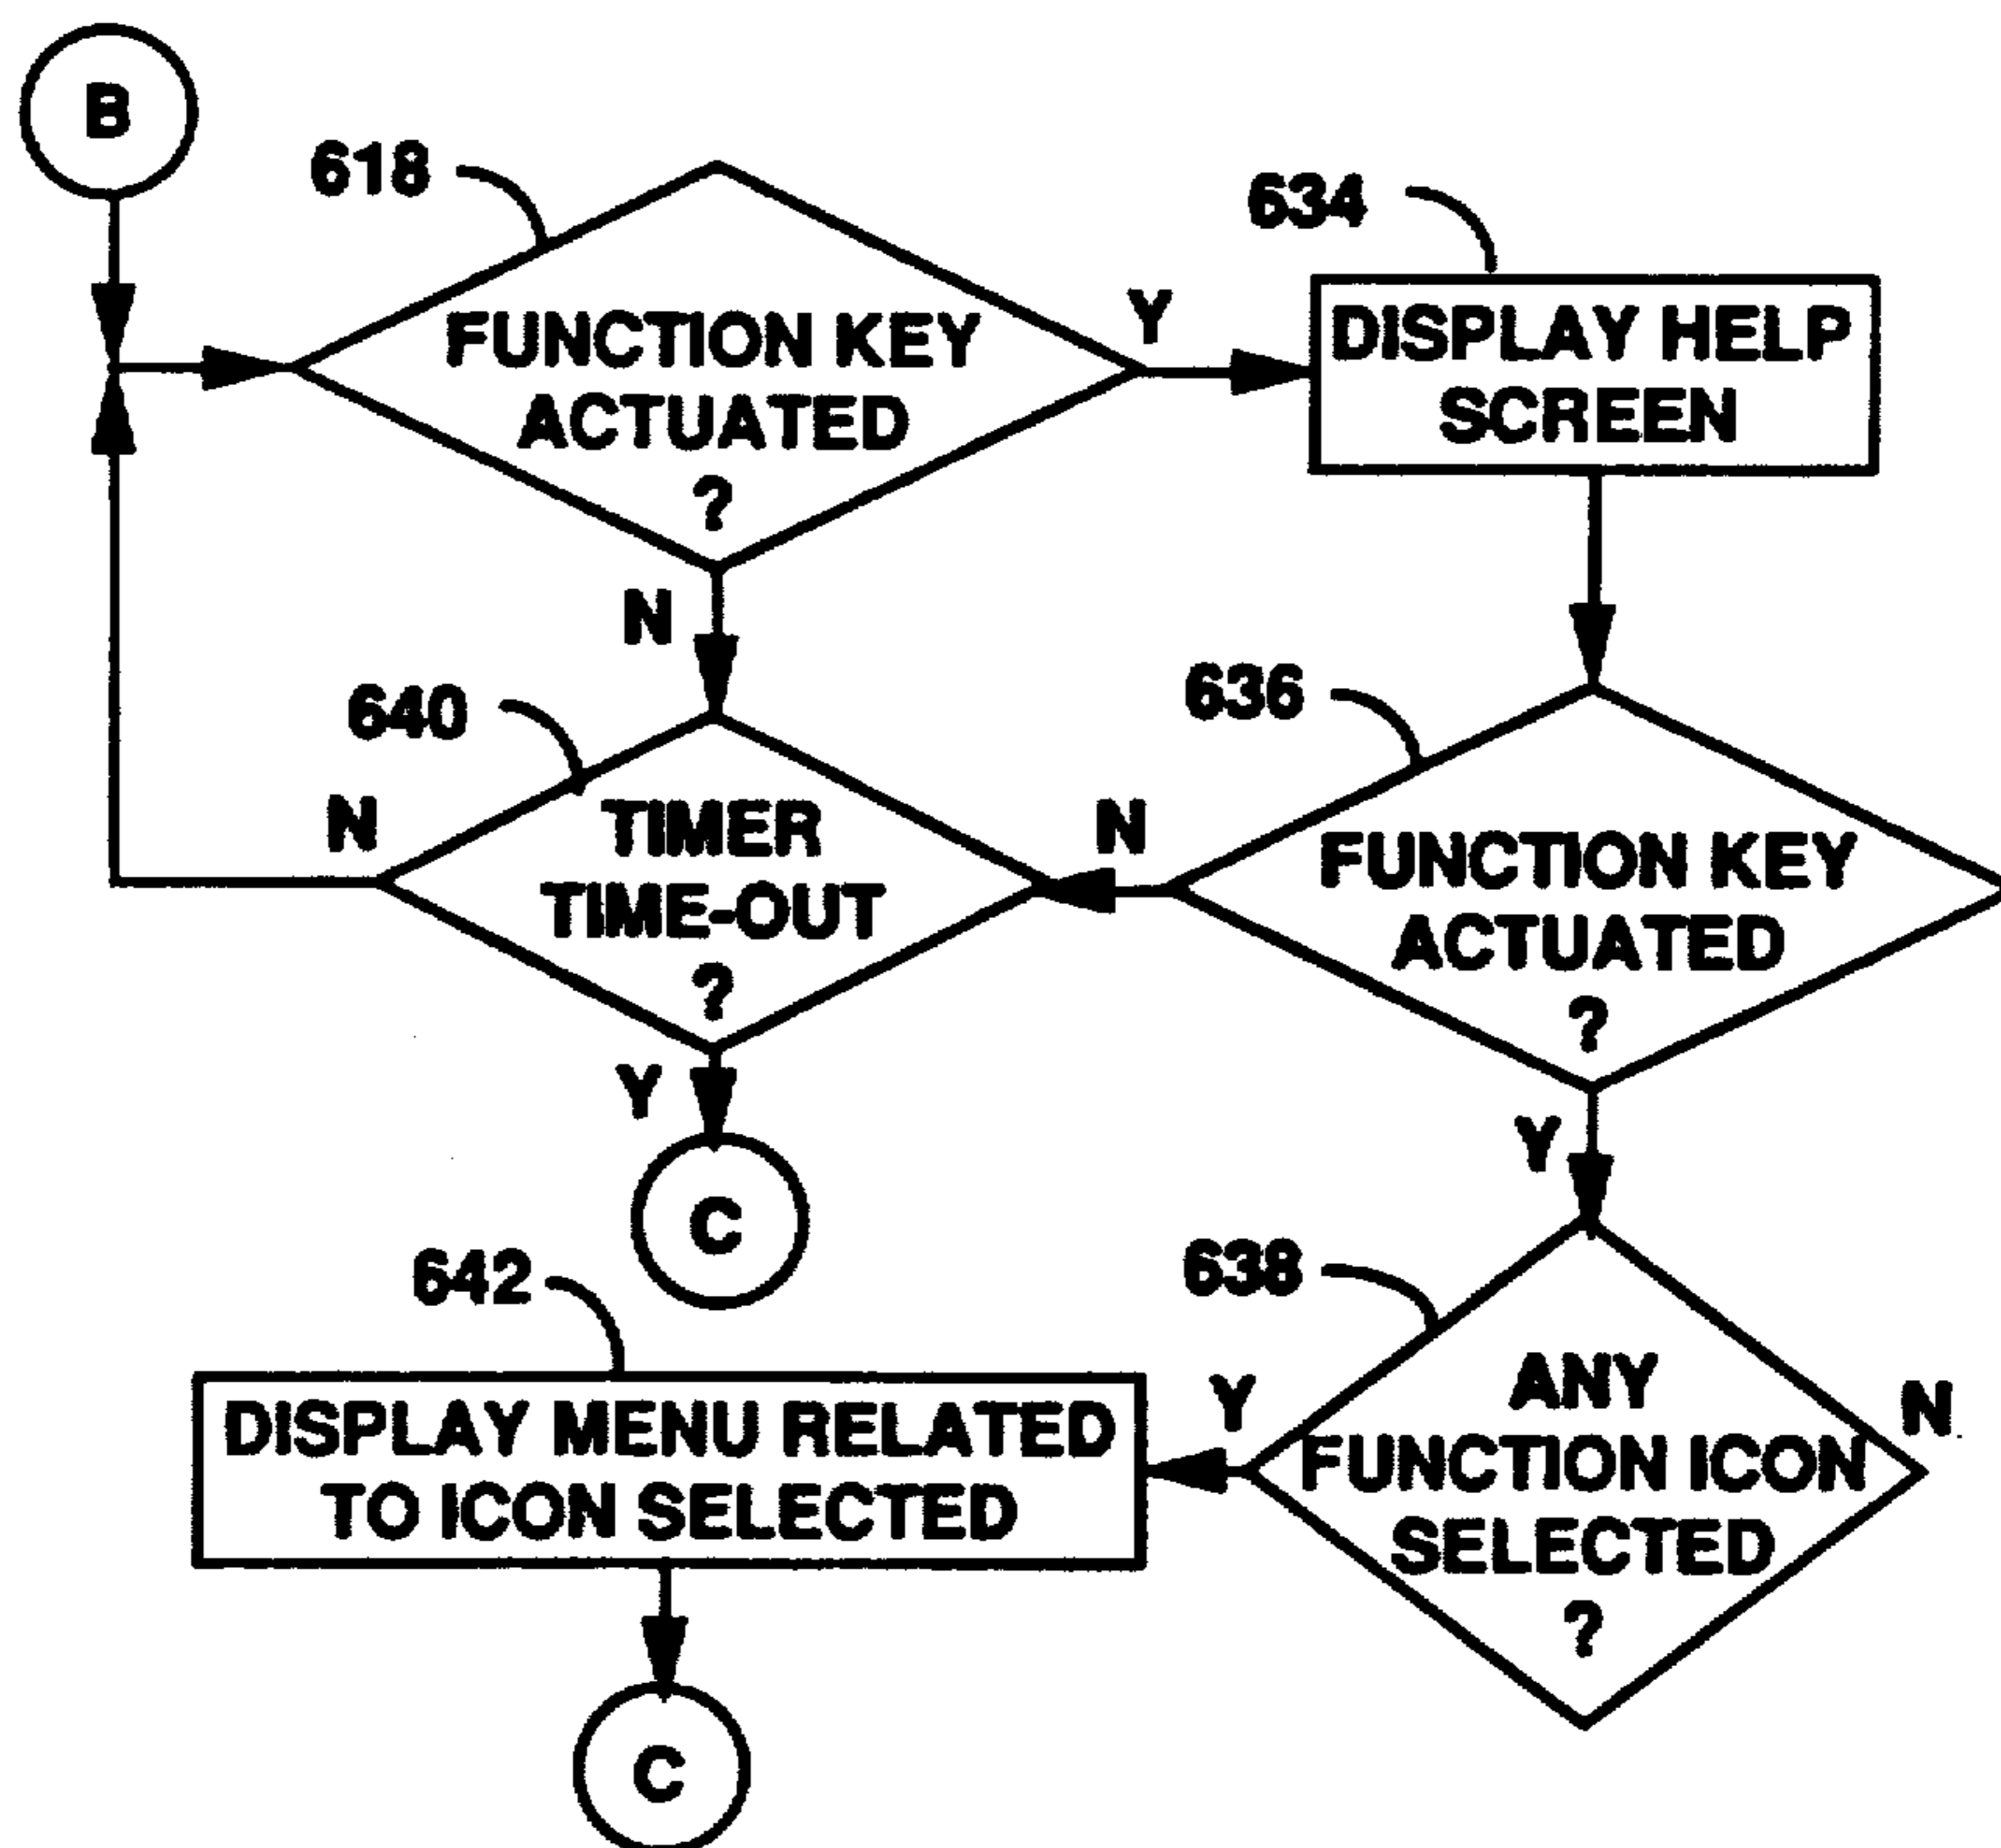 B
618
FUNCTION KEY
ACTUATED
?
Y
634
DISPLAY HELP
SCREEN
N
640
TIMER
TIME-OUT
?
N
N
636
FUNCTION KEY
ACTUATED
?
Y
C
Y
638
ANY
FUNCTION ICON
SELECTED
?
Y
N
642
DISPLAY MENU RELATED
TO ICON SELECTED
C